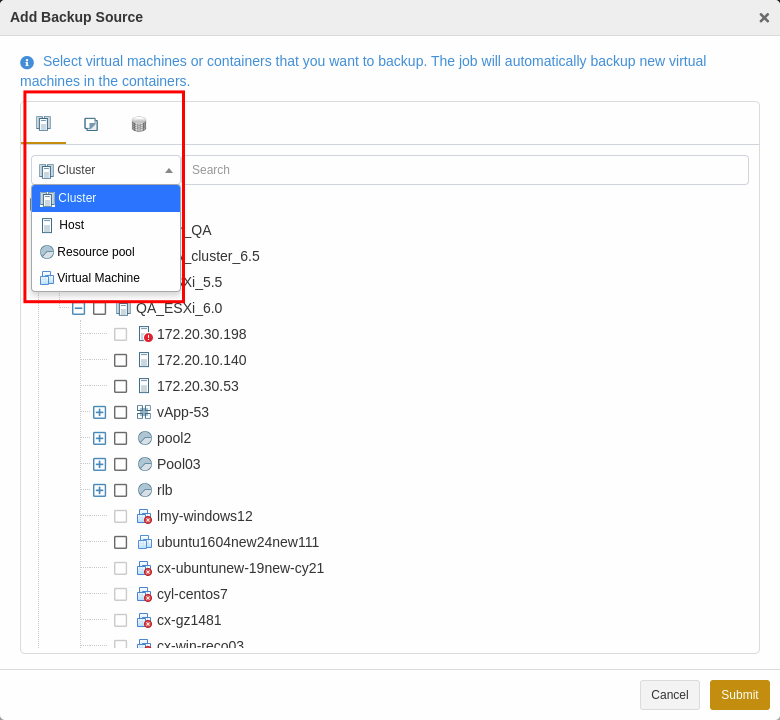 Add Backup Source
Select virtual machines or containers that you want to backup. The job will automatically backup new virtual
machines in the containers.
Cluster
Search
Cluster
Host
Resource pool
Virtual Machine
_QA
_cluster_6.5
_5.5
QA_ESXi_6.0
172.20.30.198
172.20.10.140
172.20.30.53
vApp-53
pool2
Pool03
rlb
lmy-windows12
ubuntu1604new24new111
cx-ubuntunew-19new-cy21
cyl-centos7
cx-gz1481
cx-win-reco03
Cancel
Submit